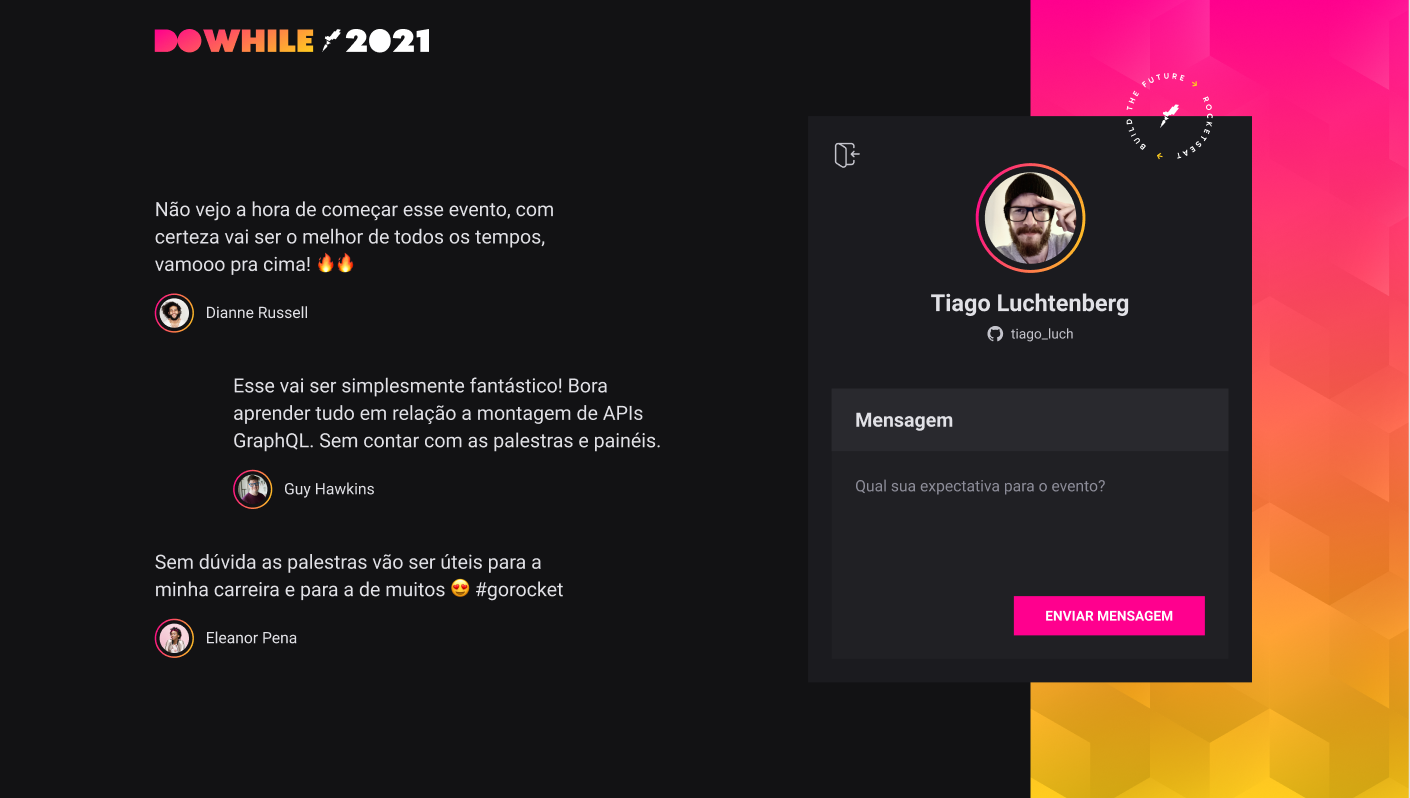 DOWHILE 2021
BUILD THE FUTURE → ROCKETSEAT →
Não vejo a hora de começar esse evento, com
certeza vai ser o melhor de todos os tempos,
vamooo pra cima! 🔥🔥
Dianne Russell
Esse vai ser simplesmente fantástico! Bora
aprender tudo em relação a montagem de APIs
GraphQL. Sem contar com as palestras e painéis.
Guy Hawkins
Sem dúvida as palestras vão ser úteis para a
minha carreira e para a de muitos 😍 #gorocket
Eleanor Pena
Tiago Luchtenberg
tiago_luch
Mensagem
Qual sua expectativa para o evento?
ENVIAR MENSAGEM